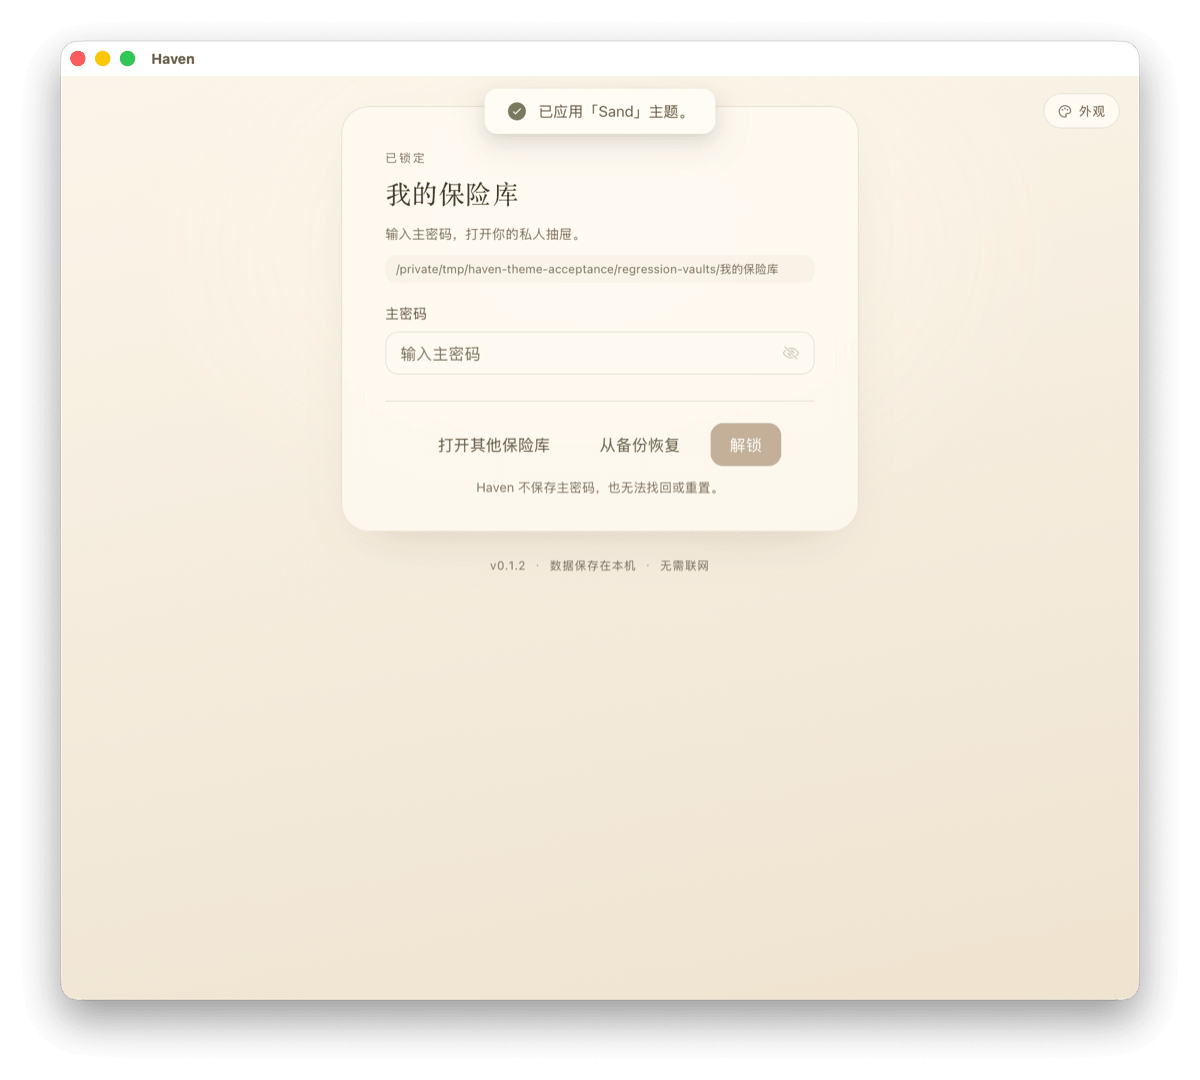 Haven
已应用「Sand」主题。
外观
已锁定
我的保险库
输入主密码，打开你的私人抽屉。
/private/tmp/haven-theme-acceptance/regression-vaults/我的保险库
主密码
输入主密码
打开其他保险库 从备份恢复 解锁
Haven 不保存主密码，也无法找回或重置。
v0.1.2 · 数据保存在本机 · 无需联网